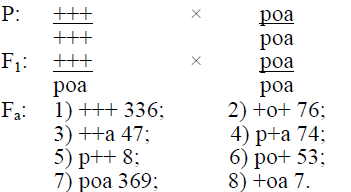 P: +++ × poa
+++ poa
F₁: +++ × poa
poa poa
Fₐ: 1) +++ 336; 2) +o+ 76;
3) ++a 47; 4) p+a 74;
5) p++ 8; 6) po+ 53;
7) poa 369; 8) +oa 7.